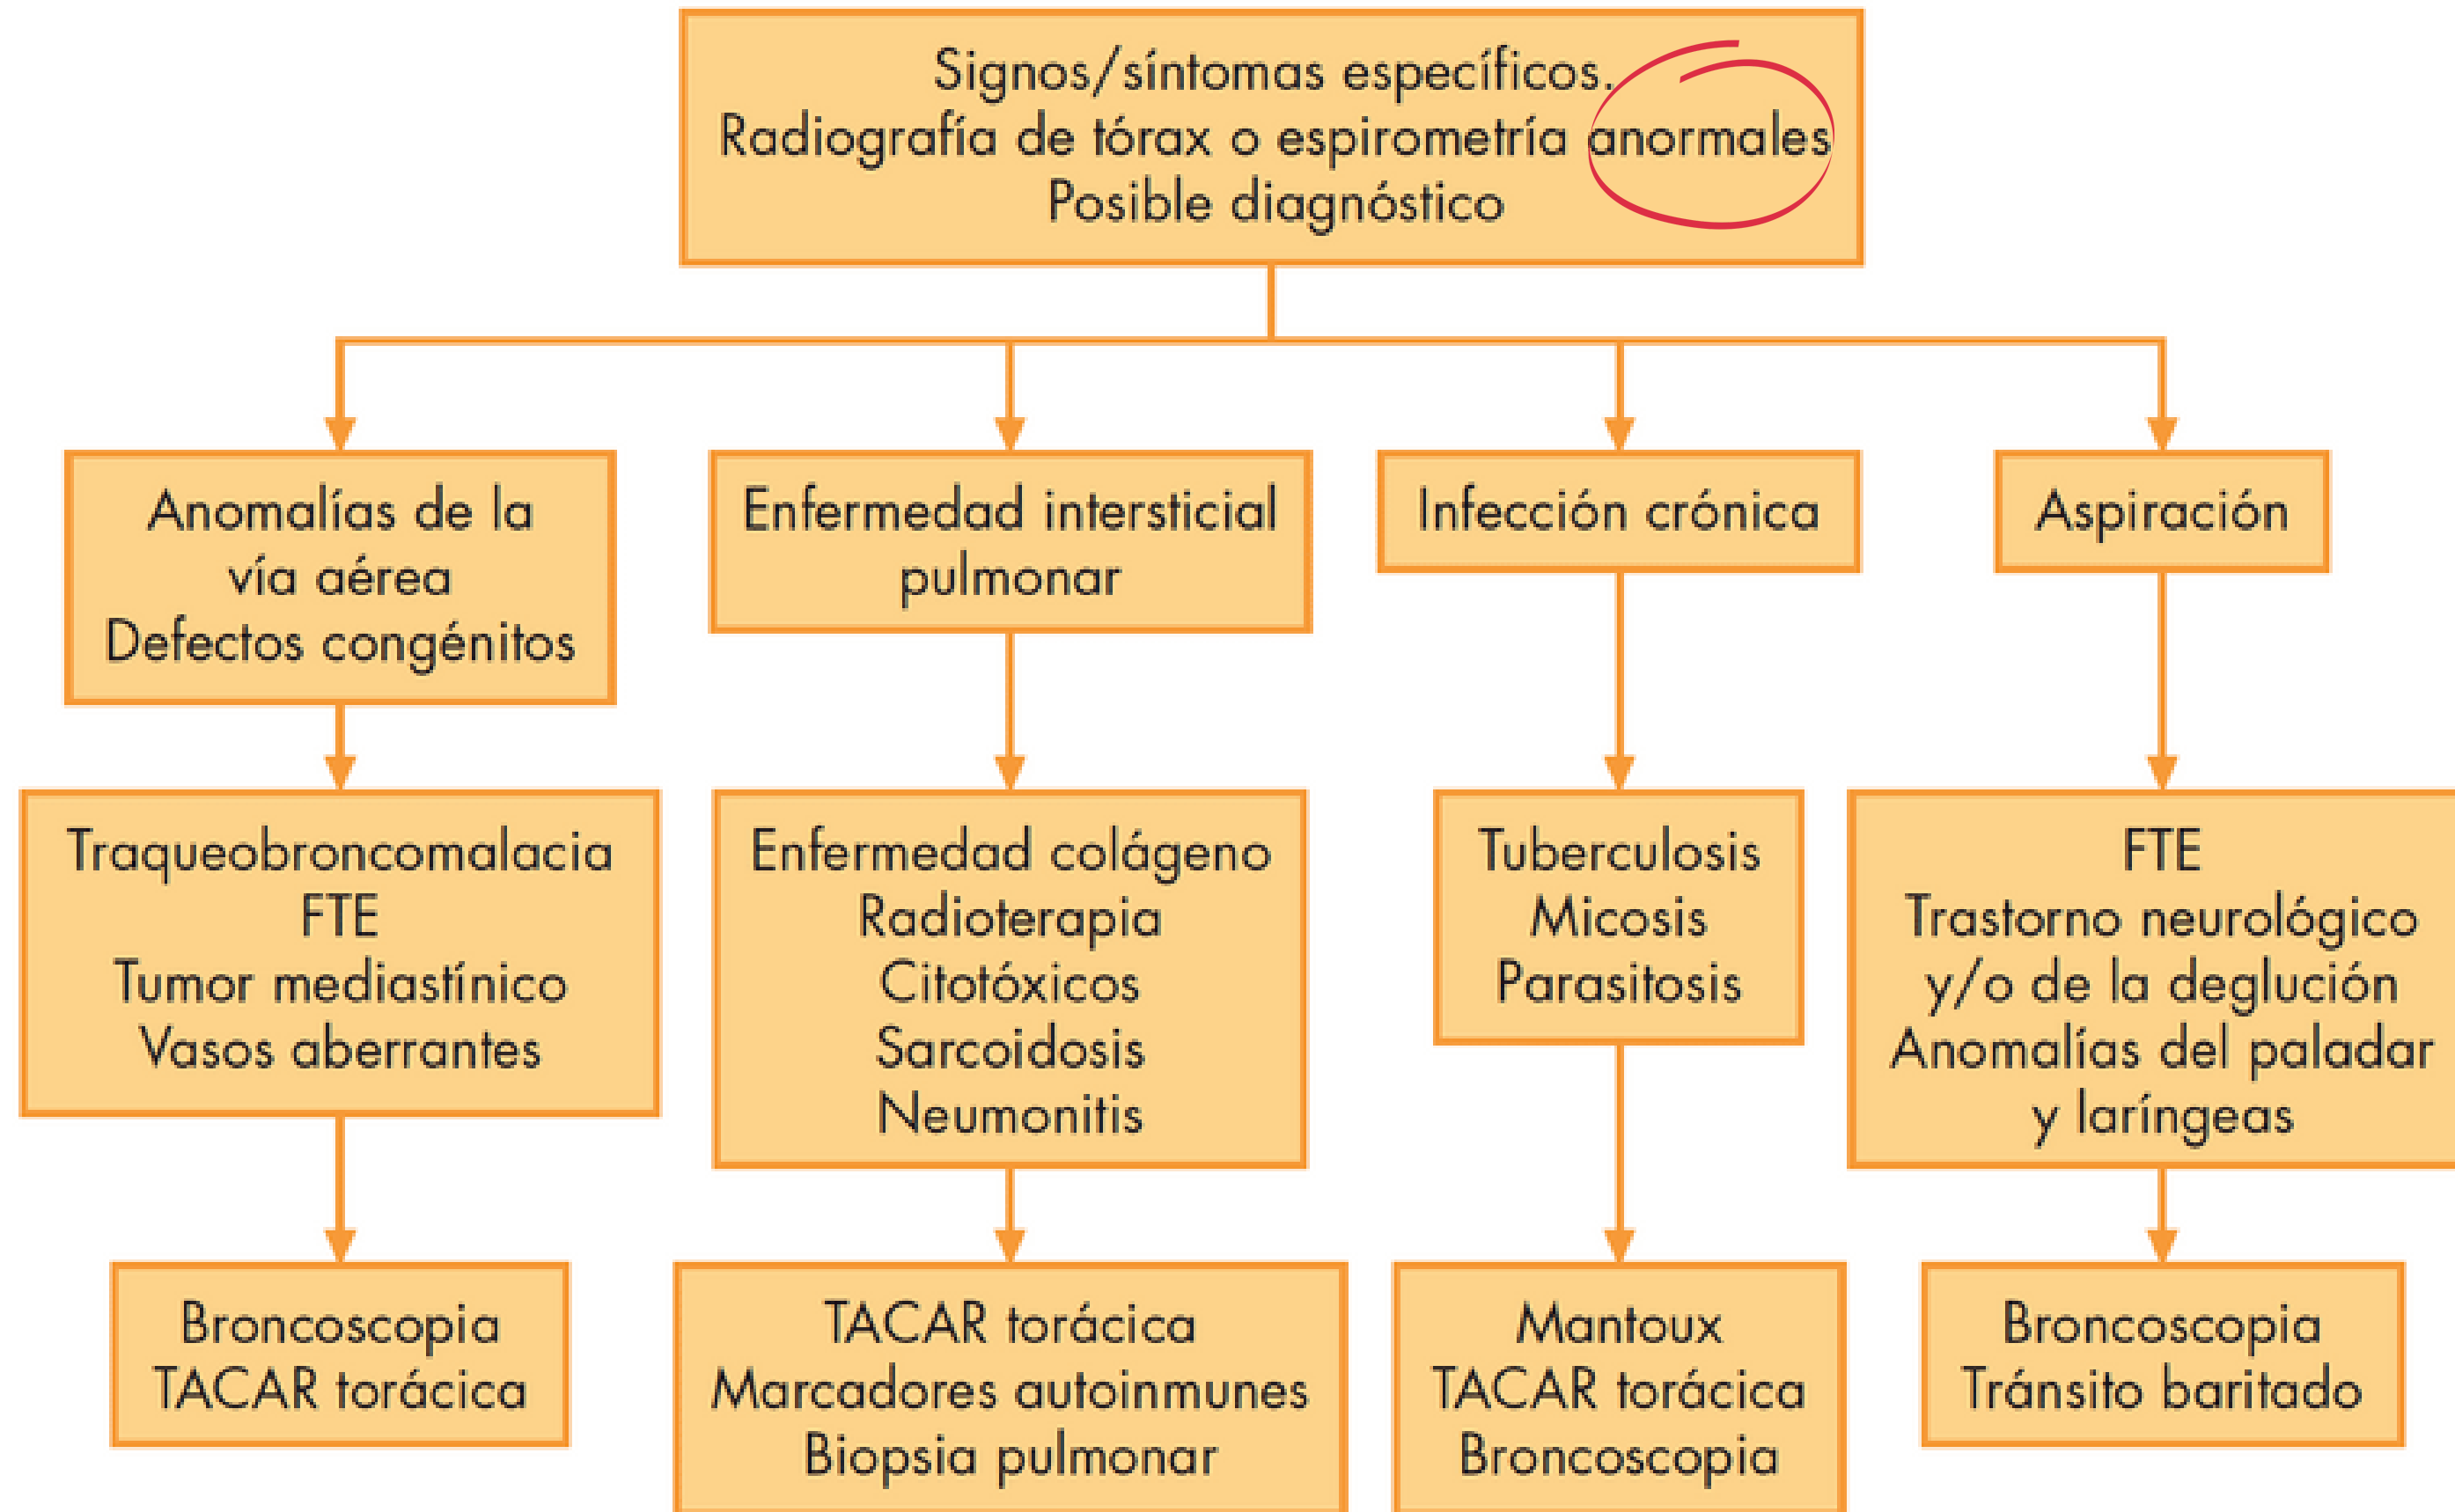 Signos/síntomas específicos.
Radiografía de tórax o espirometría anormales
Posible diagnóstico
Anomalías de la
vía aérea
Defectos congénitos
Enfermedad intersticial
pulmonar
Infección crónica
Aspiración
Traqueobroncomalacia
FTE
Tumor mediastínico
Vasos aberrantes
Enfermedad colágeno
Radioterapia
Citotóxicos
Sarcoidosis
Neumonitis
Tuberculosis
Micosis
Parasitosis
FTE
Trastorno neurológico
y/o de la deglución
Anomalías del paladar
y laríngeas
Broncoscopia
TACAR torácica
TACAR torácica
Marcadores autoinmunes
Biopsia pulmonar
Mantoux
TACAR torácica
Broncoscopia
Broncoscopia
Tránsito baritado